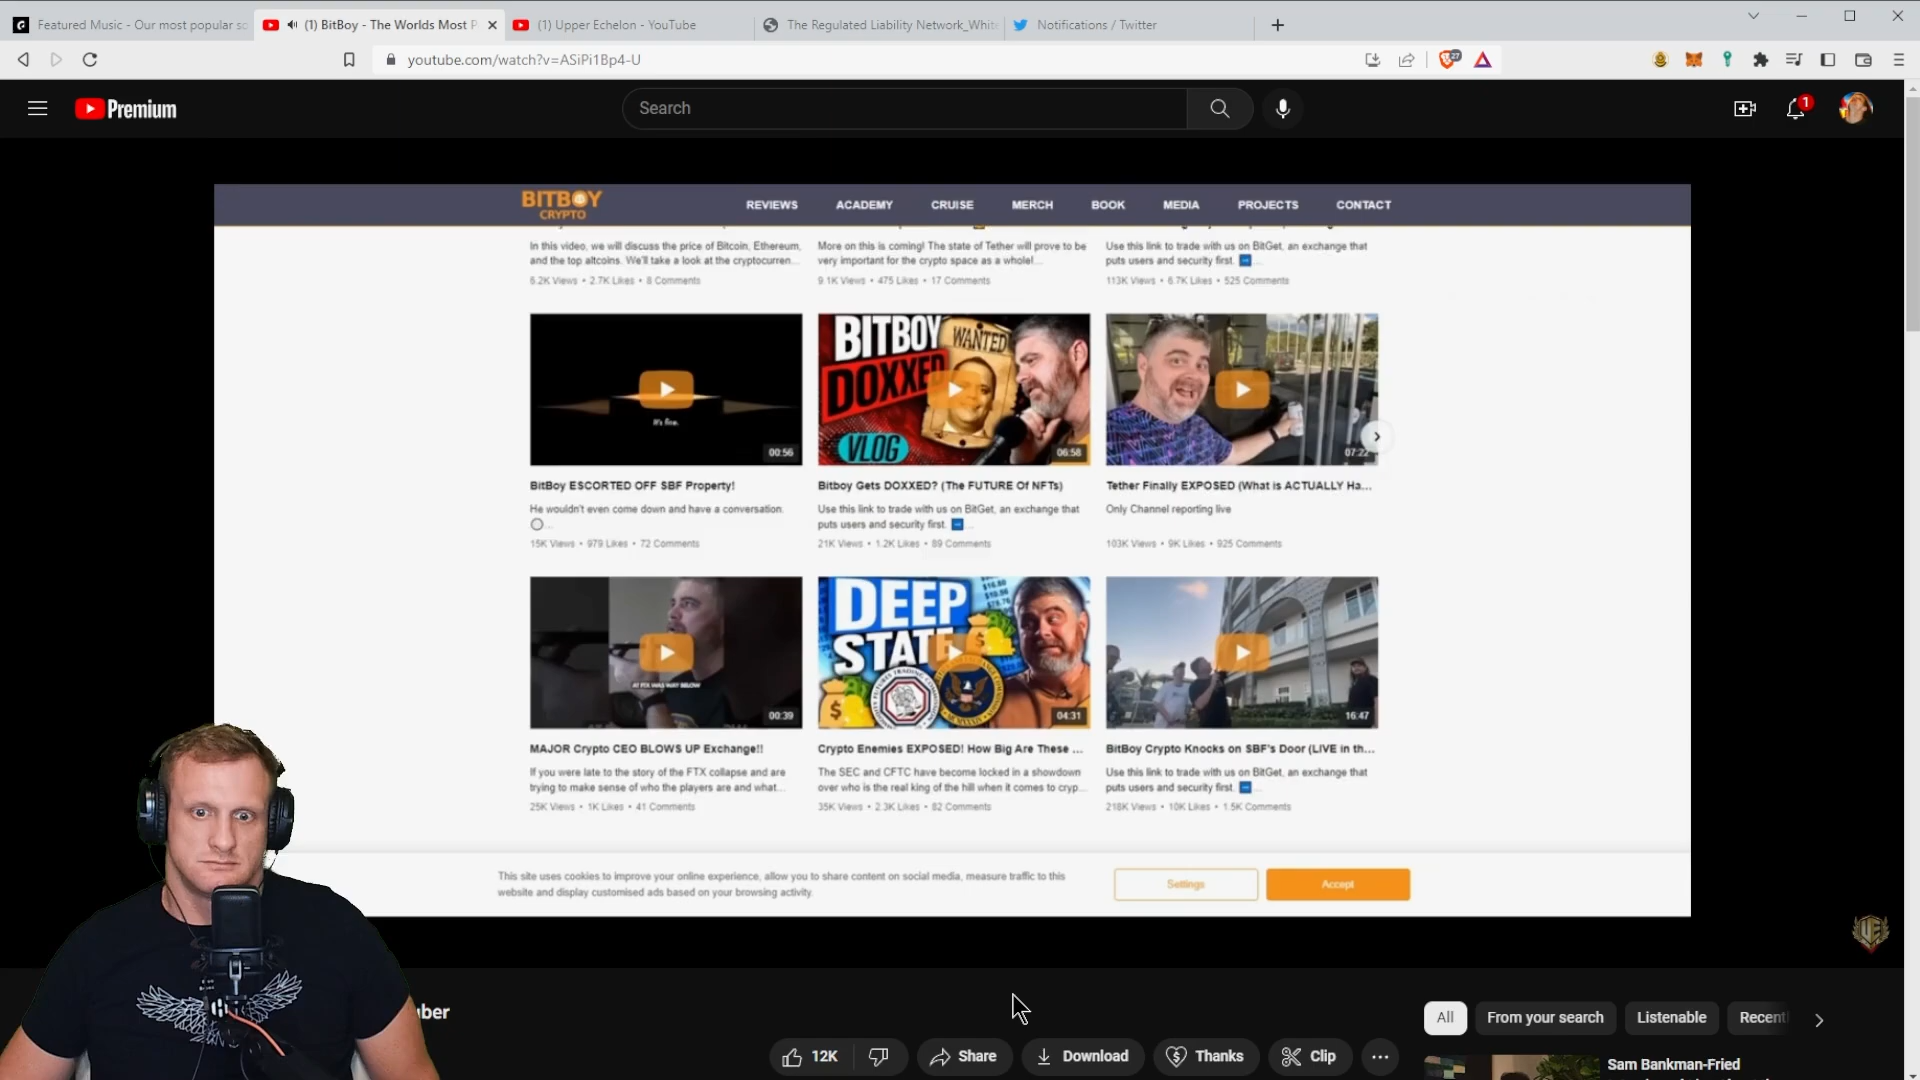 Featured Music - Our most popular so
(1) BitBoy - The Worlds Most P
(1) Upper Echelon - YouTube
The Regulated Liability Network_White
Notifications / Twitter
youtube.com/watch?v=ASiPi1Bp4-U
27
Premium
Search
1
BITBOY
CRYPTO
REVIEWS
ACADEMY
CRUISE
MERCH
BOOK
MEDIA
PROJECTS
CONTACT
In this video, we will discuss the price of Bitcoin, Ethereum,
and the top altcoins. We'll take a look at the cryptocurren...
6.2K Views • 2.7K Likes • 8 Comments
More on this is coming! The state of Tether will prove to be
very important for the crypto space as a whole!...
9.1K Views • 475 Likes • 17 Comments
Use this link to trade with us on BitGet, an exchange that
puts users and security first. ...
113K Views • 6.7K Likes • 525 Comments
It's fine.
00:56
BITBOY
DOXXED
WANTED
VLOG
06:58
07:22
BitBoy ESCORTED OFF SBF Property!
He wouldn't even come down and have a conversation.
...
15K Views • 979 Likes • 72 Comments
Bitboy Gets DOXXED? (The FUTURE Of NFTs)
Use this link to trade with us on BitGet, an exchange that
puts users and security first. ...
21K Views • 1.2K Likes • 89 Comments
Tether Finally EXPOSED (What is ACTUALLY Ha...
Only Channel reporting live
103K Views • 9K Likes • 925 Comments
AT FTX WAS WAY BELOW
00:39
DEEP
STATE
04:31
16:47
MAJOR Crypto CEO BLOWS UP Exchange!!
If you were late to the story of the FTX collapse and are
trying to make sense of who the players are and what...
25K Views • 1K Likes • 41 Comments
Crypto Enemies EXPOSED! How Big Are These ...
The SEC and CFTC have become locked in a showdown
over who is the real king of the hill when it comes to cryp...
35K Views • 2.3K Likes • 82 Comments
BitBoy Crypto Knocks on SBF's Door (LIVE in th...
Use this link to trade with us on BitGet, an exchange that
puts users and security first. ...
218K Views • 10K Likes • 1.5K Comments
This site uses cookies to improve your online experience, allow you to share content on social media, measure traffic to this
website and display customised ads based on your browsing activity.
Settings
Accept
UE
uber
12K
Share
Download
Thanks
Clip
All
From your search
Listenable
Recent
Sam Bankman-Fried